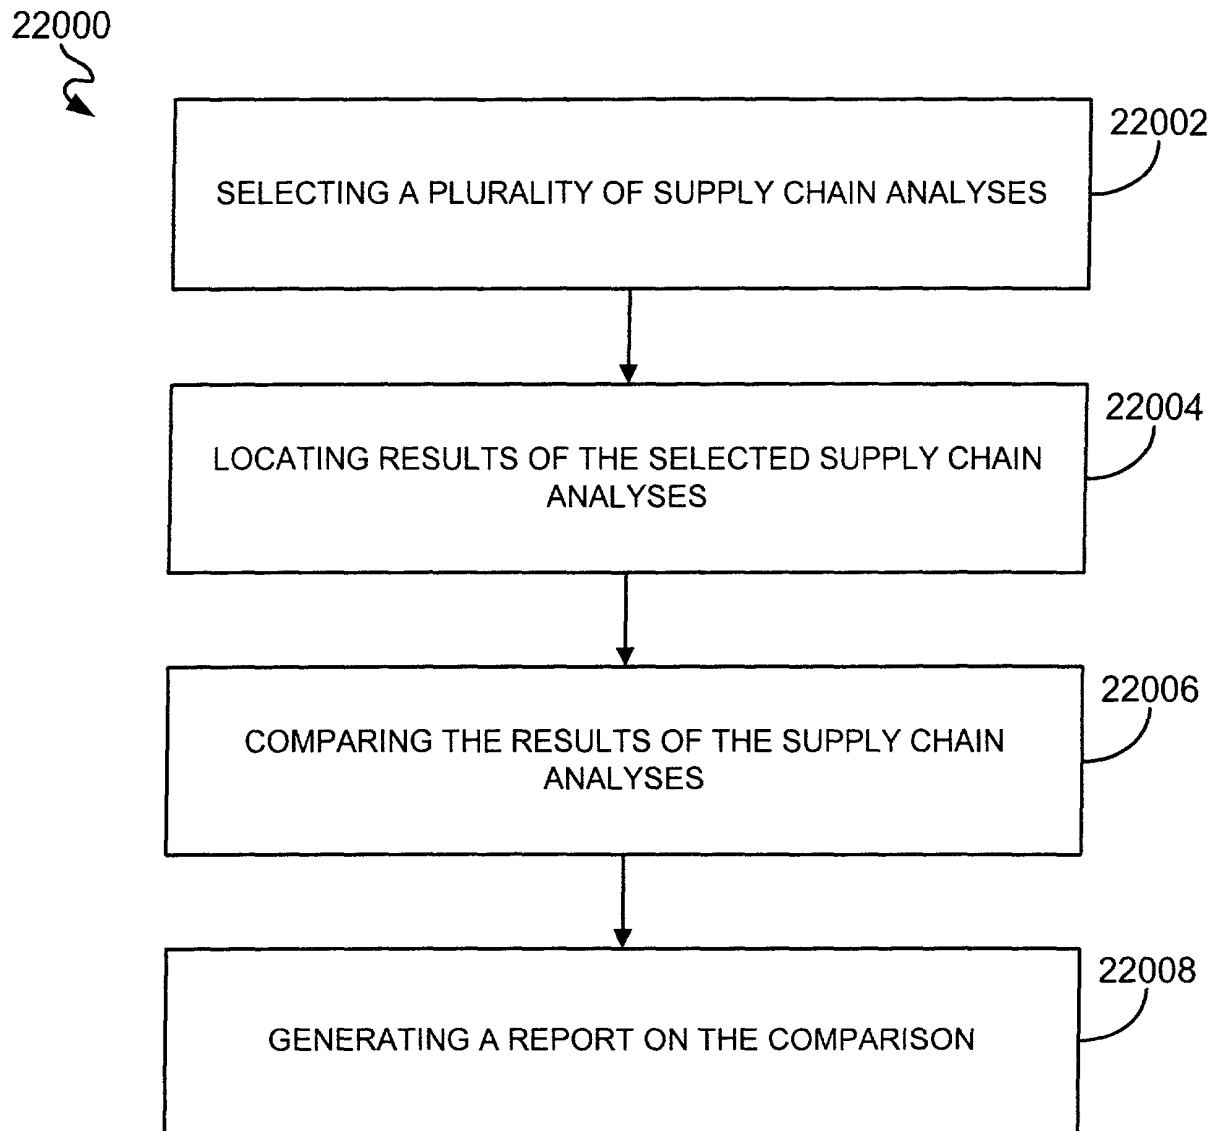 22000
22002
SELECTING A PLURALITY OF SUPPLY CHAIN ANALYSES
22004
LOCATING RESULTS OF THE SELECTED SUPPLY CHAIN
ANALYSES
22006
COMPARING THE RESULTS OF THE SUPPLY CHAIN
ANALYSES
22008
GENERATING A REPORT ON THE COMPARISON